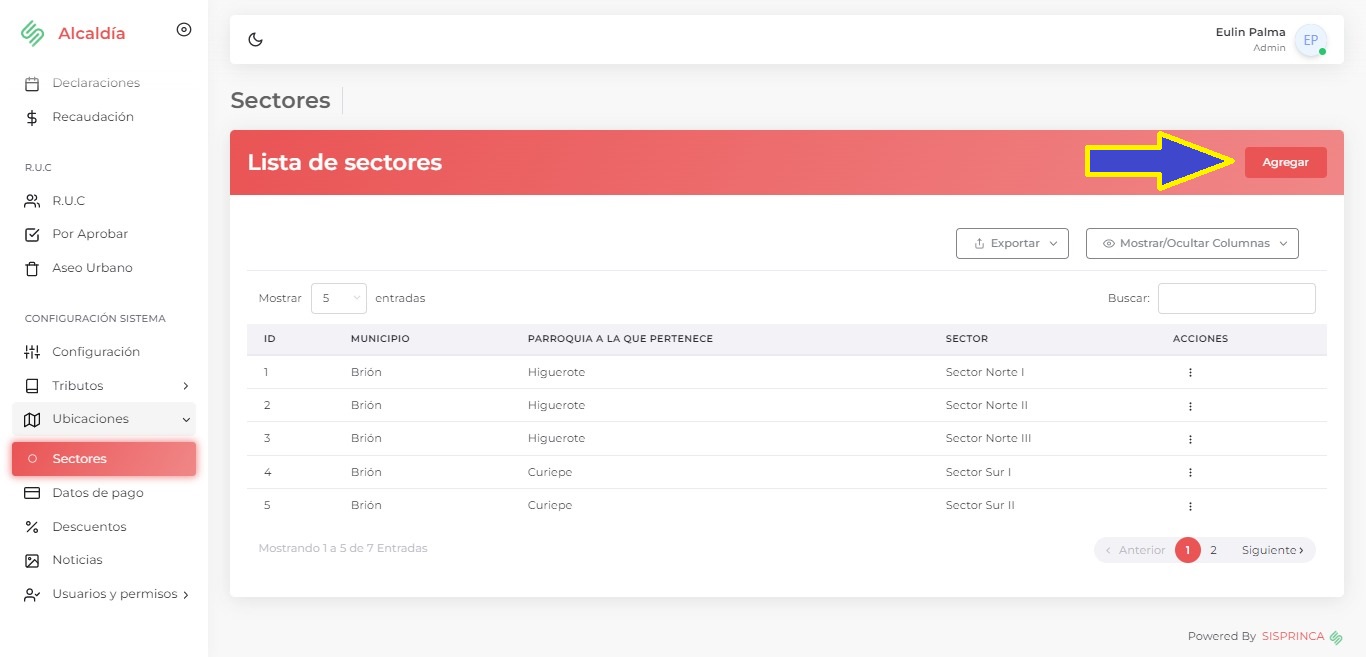 Alcaldía
Declaraciones
Recaudación
R.U.C
R.U.C
Por Aprobar
Aseo Urbano
CONFIGURACIÓN SISTEMA
Configuración
Tributos
Ubicaciones
Sectores
Datos de pago
Descuentos
Noticias
Usuarios y permisos
Eulin Palma
Admin
EP
Sectores
Lista de sectores
Agregar
Exportar
Mostrar/Ocultar Columnas
Mostrar 5 entradas
Buscar:
ID MUNICIPIO PARROQUIA A LA QUE PERTENECE SECTOR ACCIONES
1 Brión Higuerote Sector Norte I
2 Brión Higuerote Sector Norte II
3 Brión Higuerote Sector Norte III
4 Brión Curiepe Sector Sur I
5 Brión Curiepe Sector Sur II
Mostrando 1 a 5 de 7 Entradas
‹ Anterior 1 2 Siguiente ›
Powered By SISPRINCA